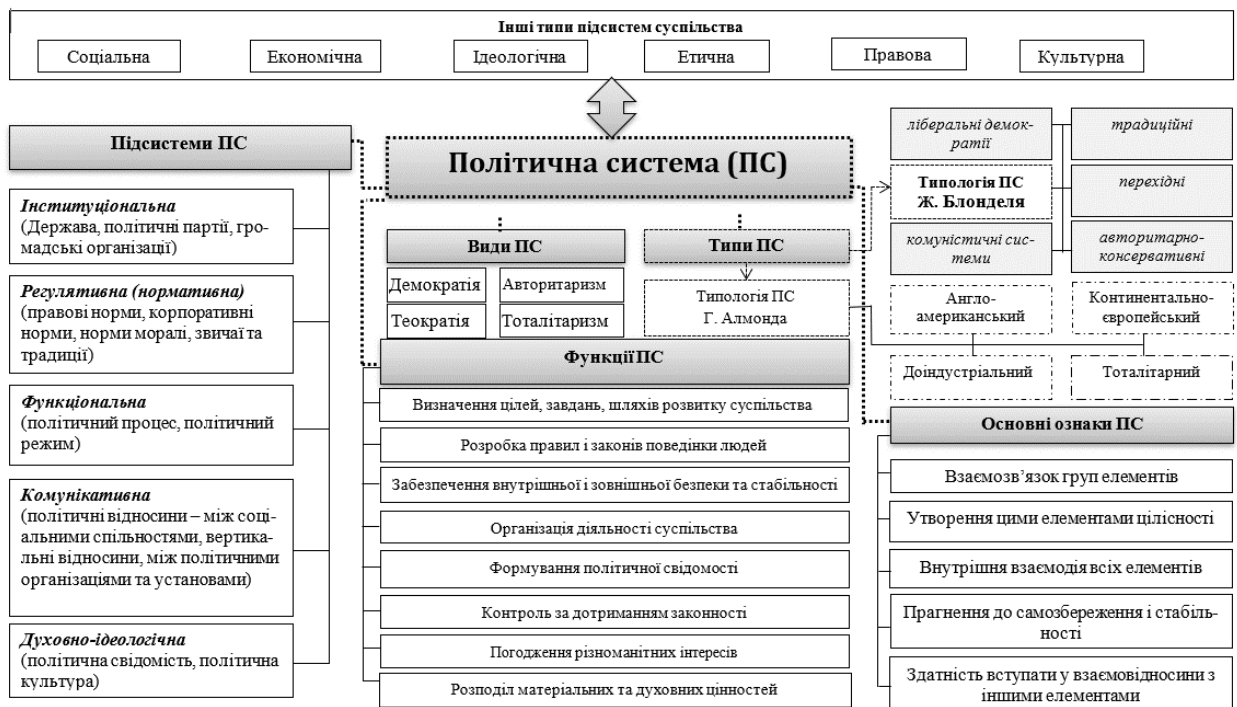 Інші типи підсистем суспільства
Соціальна
Економічна
Ідеологічна
Етична
Правова
Культурна
Підсистеми ПС
Інституціональна
(Держава, політичні партії, гро-
мадські організації)
Регулятивна (нормативна)
(правові норми, корпоративні
норми, норми моралі, звичаї та
традиції)
Функціональна
(політичний процес, політичний
режим)
Комунікативна
(політичні відносини – між соці-
альними спільностями, вертика-
льні відносини, між політичними
організаціями та установами)
Духовно-ідеологічна
(політична свідомість, політична
культура)
Політична система (ПС)
Види ПС
Демократія
Авторитаризм
Теократія
Тоталітаризм
Типи ПС
Типологія ПС
Г. Алмонда
Функції ПС
Визначення цілей, завдань, шляхів розвитку суспільства
Розробка правил і законів поведінки людей
Забезпечення внутрішньої і зовнішньої безпеки та стабільності
Організація діяльності суспільства
Формування політичної свідомості
Контроль за дотриманням законності
Погодження різноманітних інтересів
Розподіл матеріальних та духовних цінностей
ліберальні демок-
ратії
традиційні
Типологія ПС
Ж. Блонделя
перехідні
комуністичні сис-
теми
авторитарно-
консервативні
Англо-
американський
Континентально-
європейський
Доіндустріальний
Тоталітарний
Основні ознаки ПС
Взаємозв’язок груп елементів
Утворення цими елементами цілісності
Внутрішня взаємодія всіх елементів
Прагнення до самозбереження і стабіль-
ності
Здатність вступати у взаємовідносини з
іншими елементами